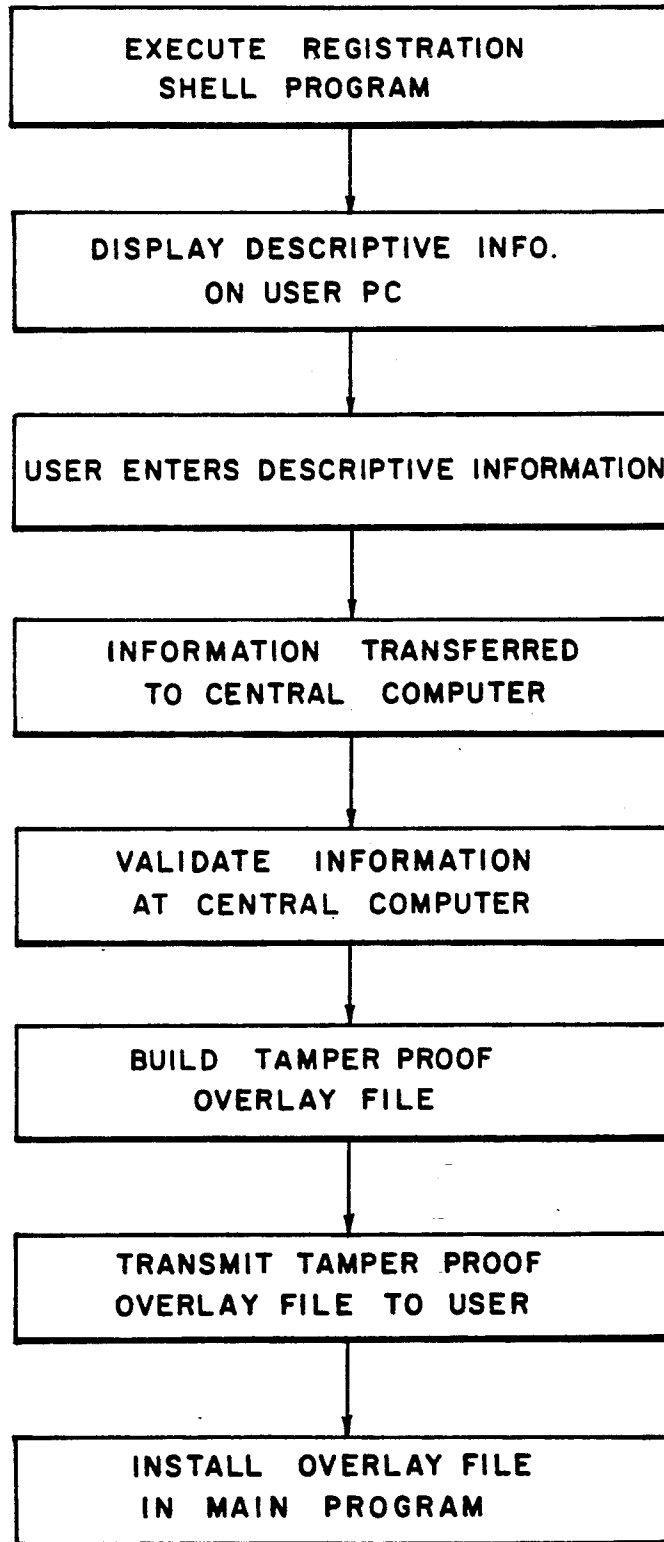 EXECUTE REGISTRATION
SHELL PROGRAM
DISPLAY DESCRIPTIVE INFO.
ON USER PC
USER ENTERS DESCRIPTIVE INFORMATION
INFORMATION TRANSFERRED
TO CENTRAL COMPUTER
VALIDATE INFORMATION
AT CENTRAL COMPUTER
BUILD TAMPER PROOF
OVERLAY FILE
TRANSMIT TAMPER PROOF
OVERLAY FILE TO USER
INSTALL OVERLAY FILE
IN MAIN PROGRAM